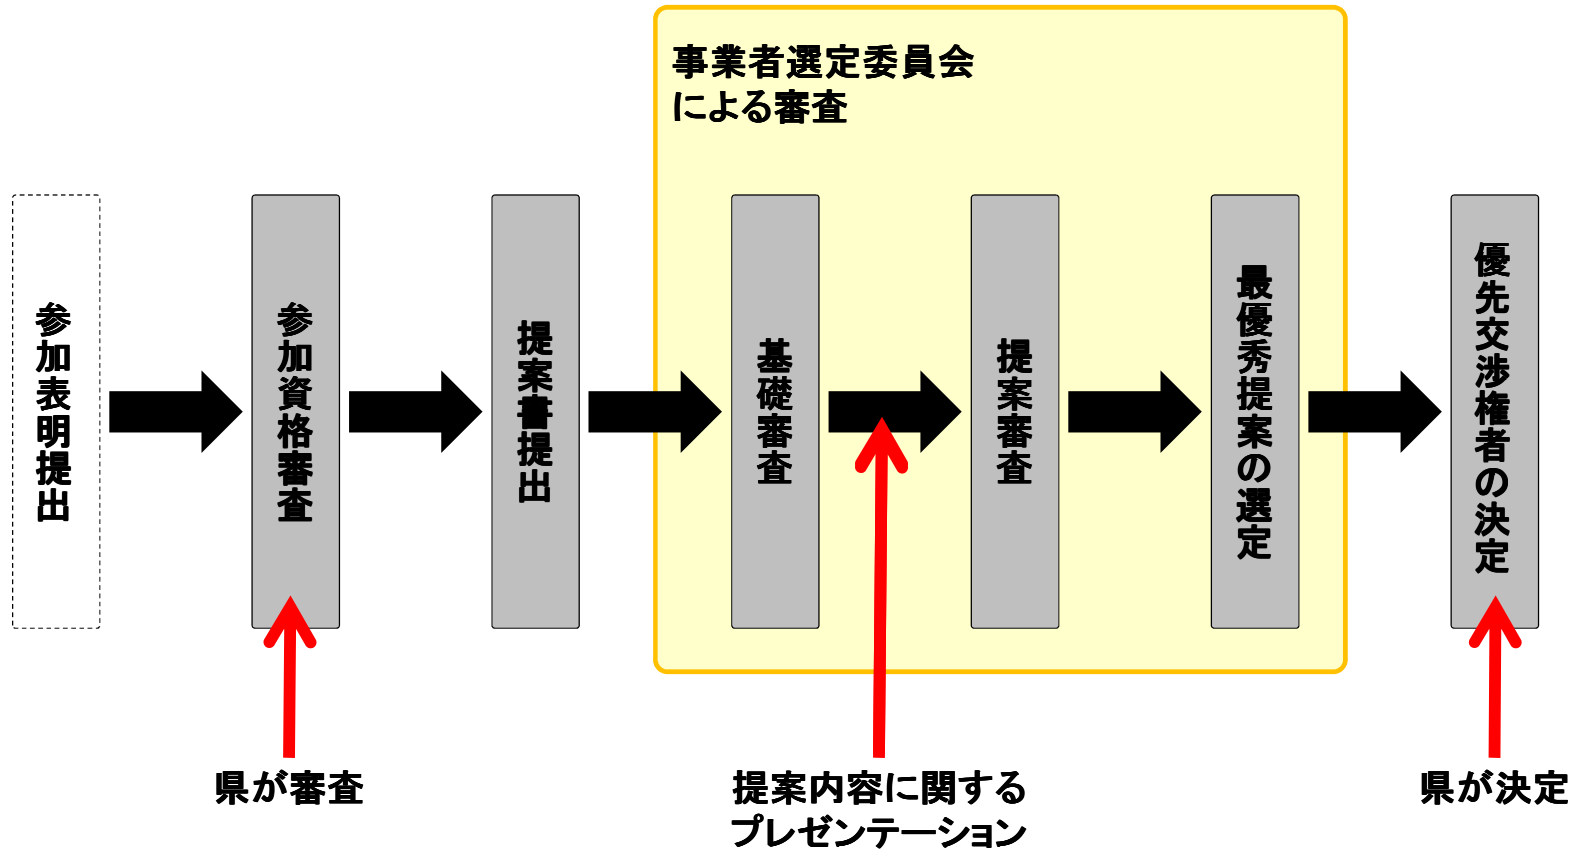 事業者選定委員会
による審査
参加表明提出
参加資格審査
提案書提出
基礎審査
提案審査
最優秀提案の選定
優先交渉権者の決定
県が審査
提案内容に関する
プレゼンテーション
県が決定